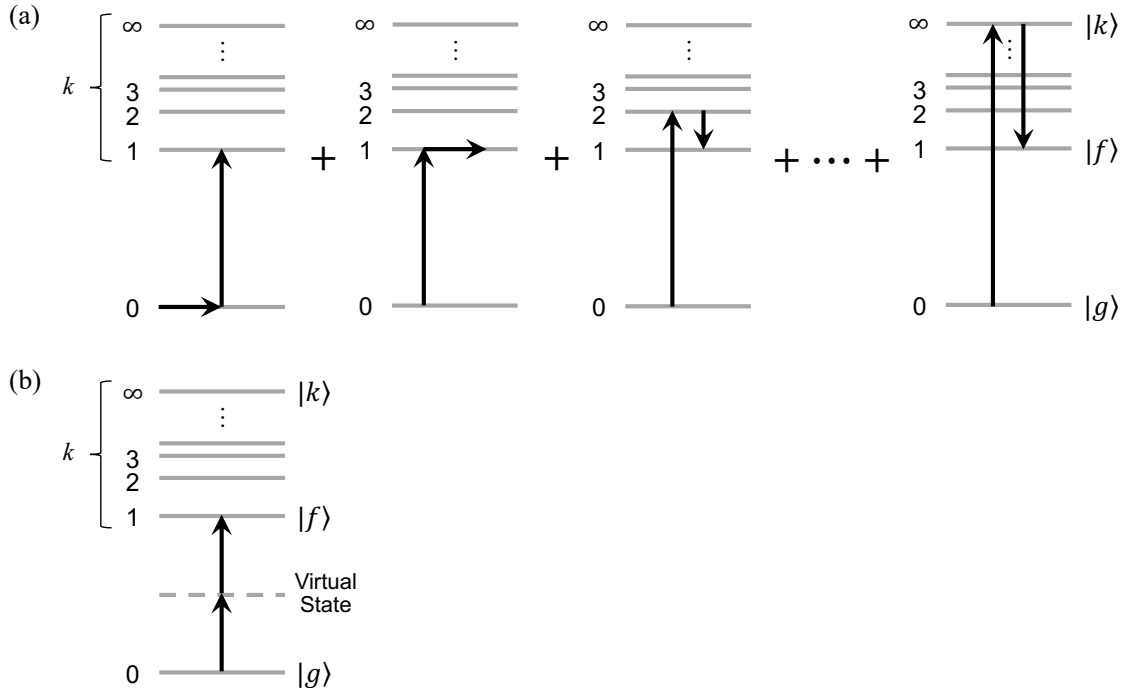 (a)
∞ ∞ ∞ ∞ |k⟩
⋮ ⋮ ⋮ ⋮
k 3 3 3 3
2 2 2 2
1 + 1 + 1 + ⋯ + 1 |f⟩
0 0 0 0 |g⟩
(b)
∞ |k⟩
⋮
k 3
2
1 |f⟩
Virtual
State
0 |g⟩